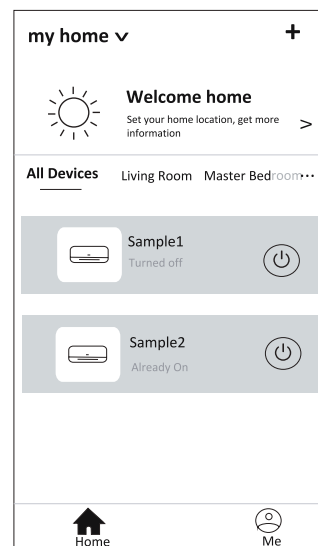 my home
+
Welcome home
Set your home location, get more
information
>
All Devices Living Room Master Bedroom···
Sample1
Turned off
Sample2
Already On
Home Me